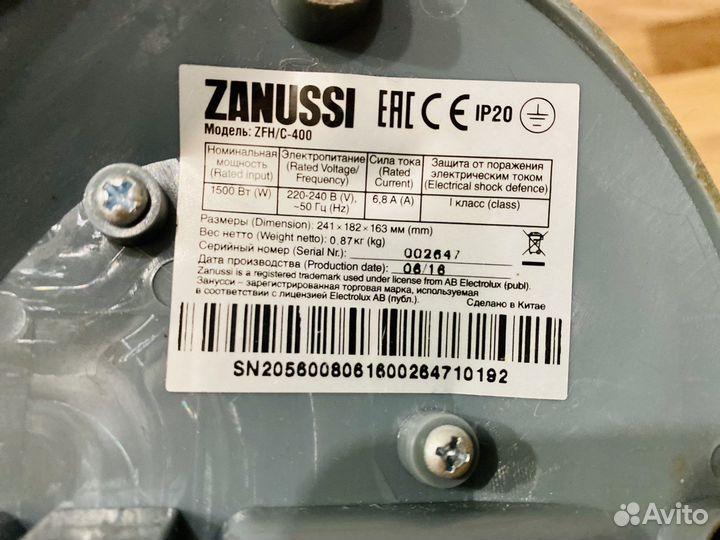 ZANUSSI EAC CE IP20
Модель: ZFH/C-400
Номинальная мощность (Rated input) Электропитание (Rated Voltage/ Frequency) Сила тока (Rated Current) Защита от поражения электрическим током (Electrical shock defence)
1500 Вт (W) 220-240 В (V), ~50 Гц (Hz) 6,8 А (A) I класс (class)
Размеры (Dimension): 241 × 182 × 163 мм (mm)
Вес нетто (Weight netto): 0.87кг (kg)
Серийный номер (Serial Nr.): 002647
Дата производства (Production date): 06/16
Zanussi is a registered trademark used under license from AB Electrolux (publ).
Занусси – зарегистрированная торговая марка, используемая
в соответствии с лицензией Electrolux AB (публ.).
Сделано в Китае
SN20560080616002647 10192
Avito